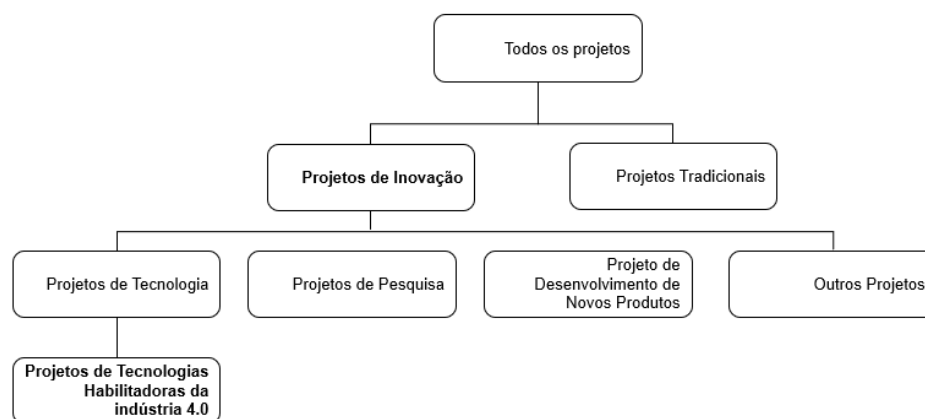 Todos os projetos
Projetos de Inovação
Projetos Tradicionais
Projetos de Tecnologia
Projetos de Pesquisa
Projeto de
Desenvolvimento de
Novos Produtos
Outros Projetos
Projetos de Tecnologias
Habilitadoras da
indústria 4.0